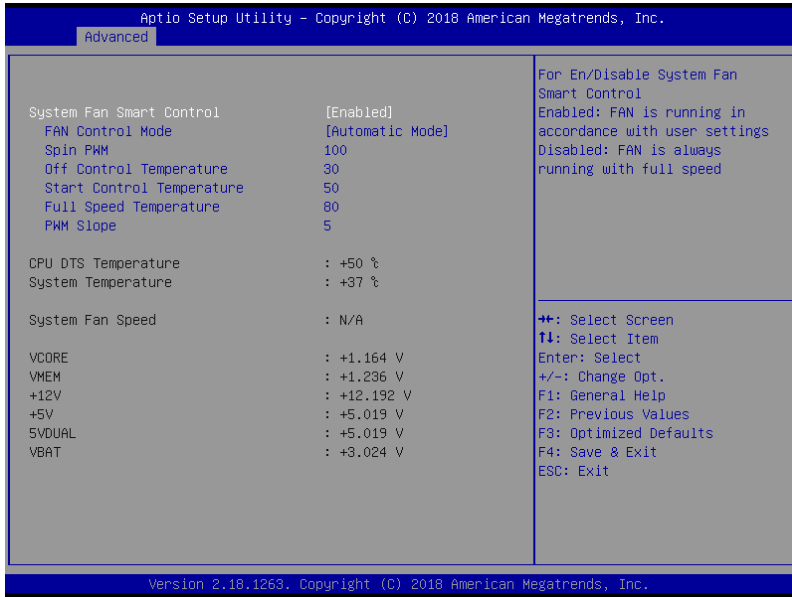 Aptio Setup Utility – Copyright (C) 2018 American Megatrends, Inc.
Advanced
System Fan Smart Control [Enabled]
FAN Control Mode [Automatic Mode]
Spin PWM 100
Off Control Temperature 30
Start Control Temperature 50
Full Speed Temperature 80
PWM Slope 5
CPU DTS Temperature : +50 ℃
System Temperature : +37 ℃
System Fan Speed : N/A
VCORE : +1.164 V
VMEM : +1.236 V
+12V : +12.192 V
+5V : +5.019 V
5VDUAL : +5.019 V
VBAT : +3.024 V
For En/Disable System Fan
Smart Control
Enabled: FAN is running in
accordance with user settings
Disabled: FAN is always
running with full speed
→←: Select Screen
↑↓: Select Item
Enter: Select
+/-: Change Opt.
F1: General Help
F2: Previous Values
F3: Optimized Defaults
F4: Save & Exit
ESC: Exit
Version 2.18.1263. Copyright (C) 2018 American Megatrends, Inc.